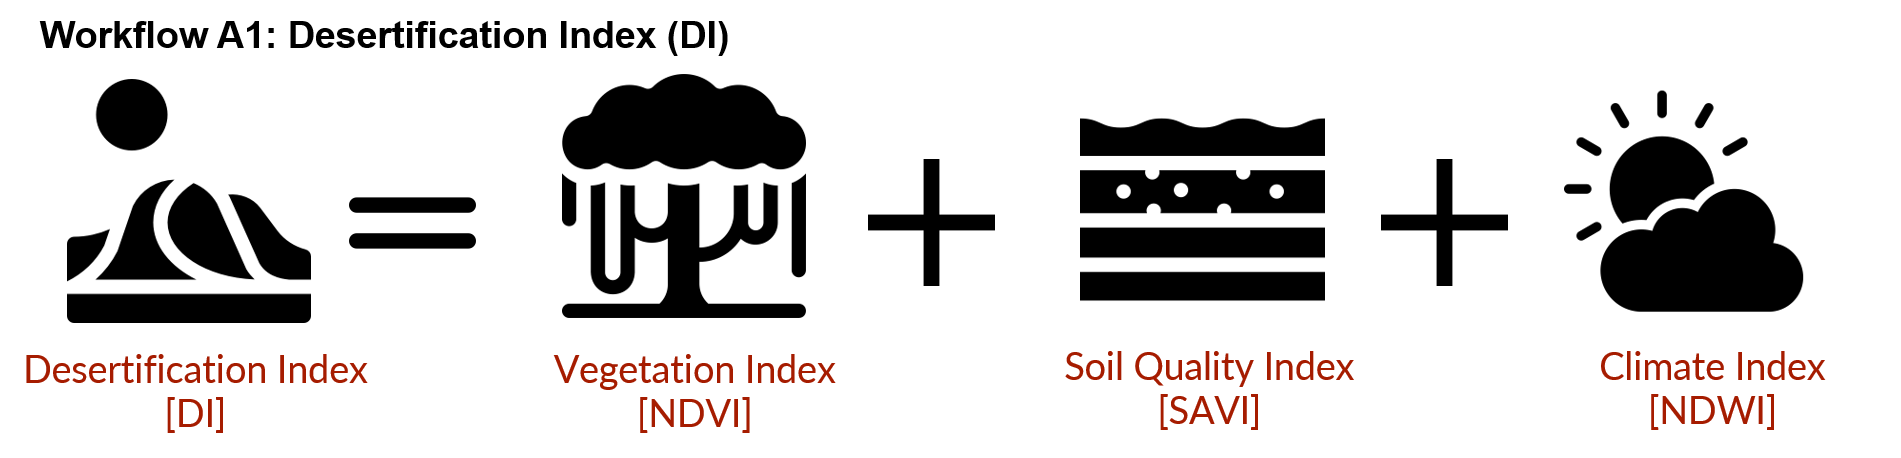 Workflow A1: Desertification Index (DI)
Desertification Index
[DI]
Vegetation Index
[NDVI]
Soil Quality Index
[SAVI]
Climate Index
[NDWI]